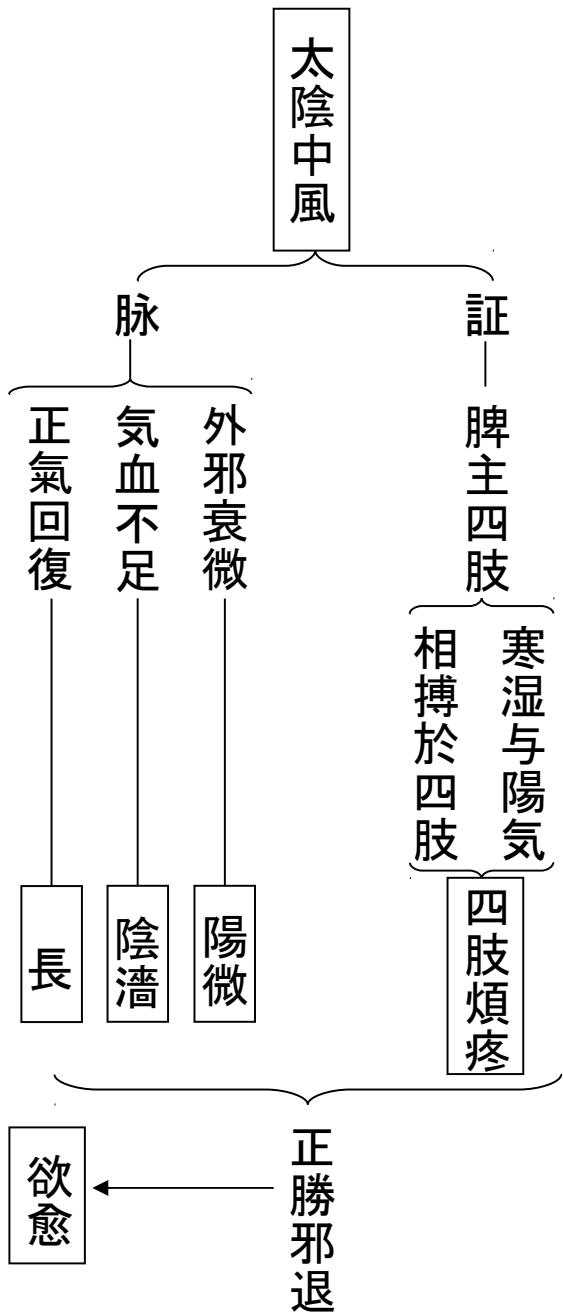 太陰中風
証
脾主四肢
寒湿与陽気
相搏於四肢
四肢煩疼
脉
外邪衰微
陽微
気血不足
陰濇
正氣回復
長
正勝邪退
欲愈